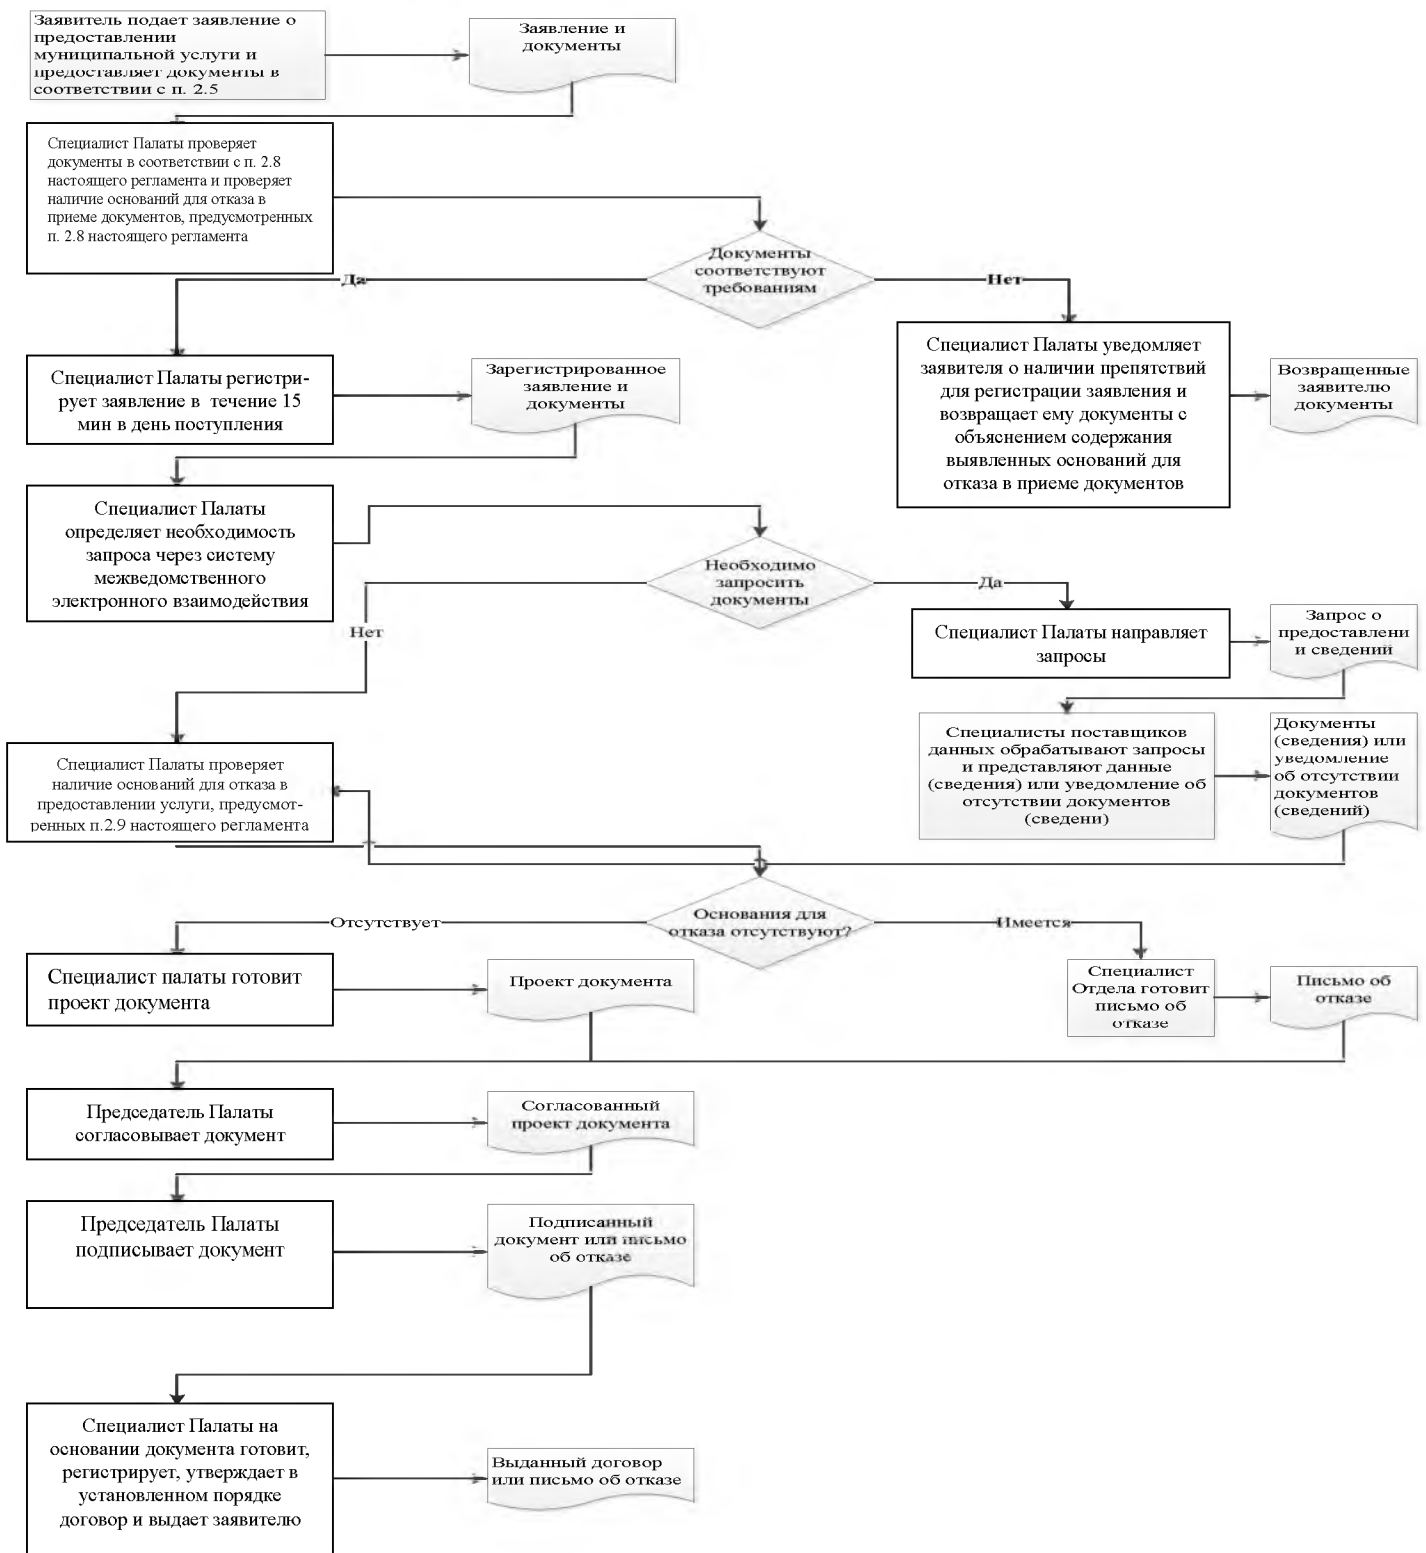 Заявитель подает заявление о
предоставлении
муниципальной услуги и
предоставляет документы в
соответствии с п. 2.5
Заявление и
документы
Специалист Палаты проверяет
документы в соответствии с п. 2.8
настоящего регламента и проверяет
наличие оснований для отказа в
приеме документов, предусмотренных
п. 2.8 настоящего регламента
Документы
соответствуют
требованиям
Да
Нет
Специалист Палаты регистри-
рует заявление в течение 15
мин в день поступления
Зарегистрированное
заявление и
документы
Специалист Палаты уведомляет
заявителя о наличии препятствий
для регистрации заявления и
возвращает ему документы с
объяснением содержания
выявленных оснований для
отказа в приеме документов
Возвращенные
заявителю
документы
Специалист Палаты
определяет необходимость
запроса через систему
межведомственного
электронного взаимодействия
Необходимо
запросить
документы
Да
Нет
Специалист Палаты направляет
запросы
Запрос о
предоставлени
и сведений
Специалисты поставщиков
данных обрабатывают запросы
и представляют данные
(сведения) или уведомление об
отсутствии документов
(сведени)
Документы
(сведения) или
уведомление
об отсутствии
документов
(сведений)
Специалист Палаты проверяет
наличие оснований для отказа в
предоставлении услуги, предусмот-
ренных п.2.9 настоящего регламента
Основания для
отказа отсутствуют?
Отсутствует
Имеется
Специалист палаты готовит
проект документа
Проект документа
Специалист
Отдела готовит
письмо об
отказе
Письмо об
отказе
Председатель Палаты
согласовывает документ
Согласованный
проект документа
Председатель Палаты
подписывает документ
Подписанный
документ или письмо
об отказе
Специалист Палаты на
основании документа готовит,
регистрирует, утверждает в
установленном порядке
договор и выдает заявителю
Выданный договор
или письмо об отказе